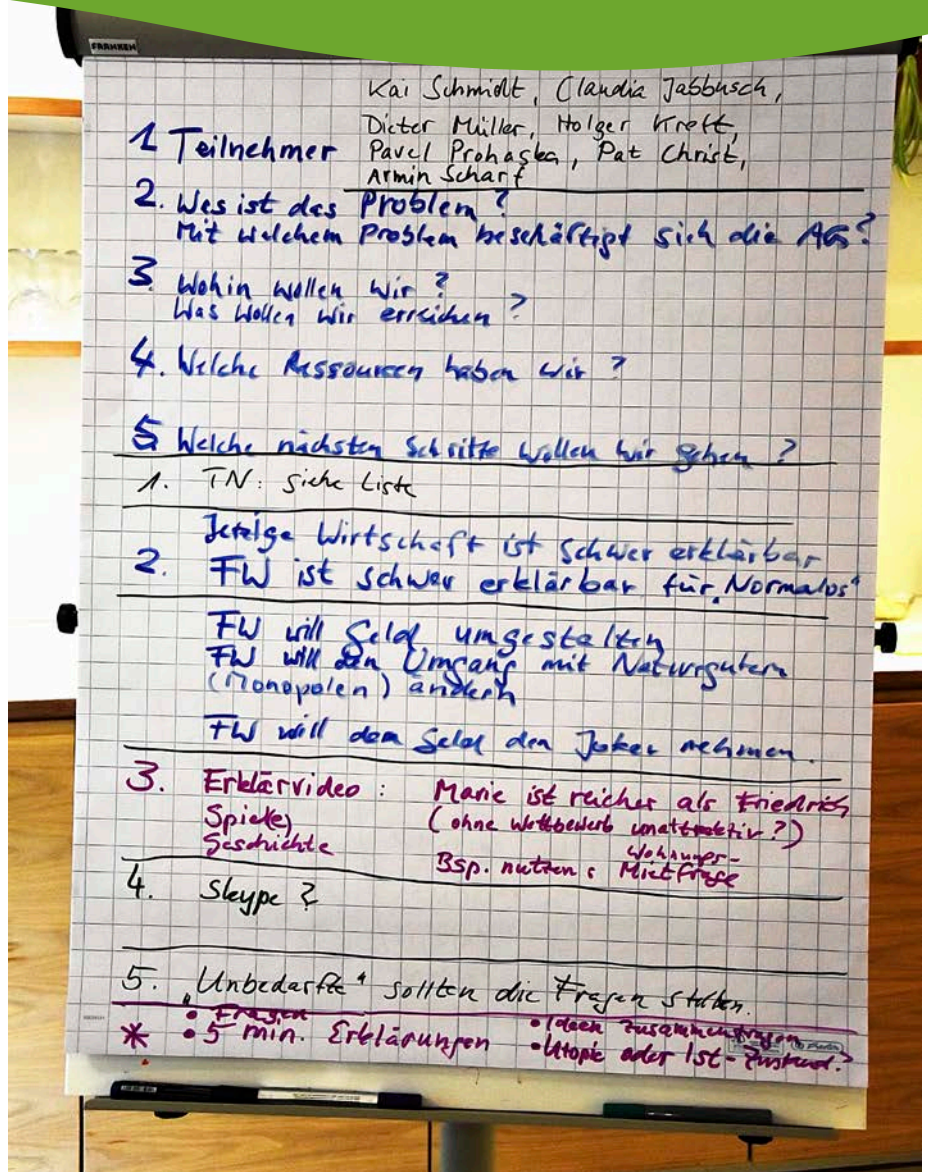 FRANKEN
Kai Schmidt, Claudia Jabbusch,
Dieter Müller, Holger Kreft,
1 Teilnehmer Pavel Prohaska, Pat Christ,
Armin Scharf
2. Was ist das Problem?
Mit welchem Problem beschäftigt sich die AG?
3 Wohin wollen wir?
Was wollen wir erreichen?
4. Welche Ressourcen haben wir?
5 Welche nächsten Schritte wollen wir gehen?
1. TN: siehe Liste
Jetzige Wirtschaft ist schwer erklärbar
2. FW ist schwer erklärbar für „Normalos“
FW will Geld umgestalten
FW will den Umgang mit Naturgütern
(Monopolen) ändern
FW will dem Geld den Joker nehmen.
3. Erklärvideo: Marie ist reicher als Friedrich
Spiele) (ohne Wettbewerb unattraktiv?)
Geschichte
Wohnungs-
Bsp. nutzen: Mietfrage
4. Skype?
5. „Unbedarfte“ sollten die Fragen stellen.
• Fragen • Ideen zusammentragen
* • 5 min. Erklärungen • Utopie oder Ist-Zustand?